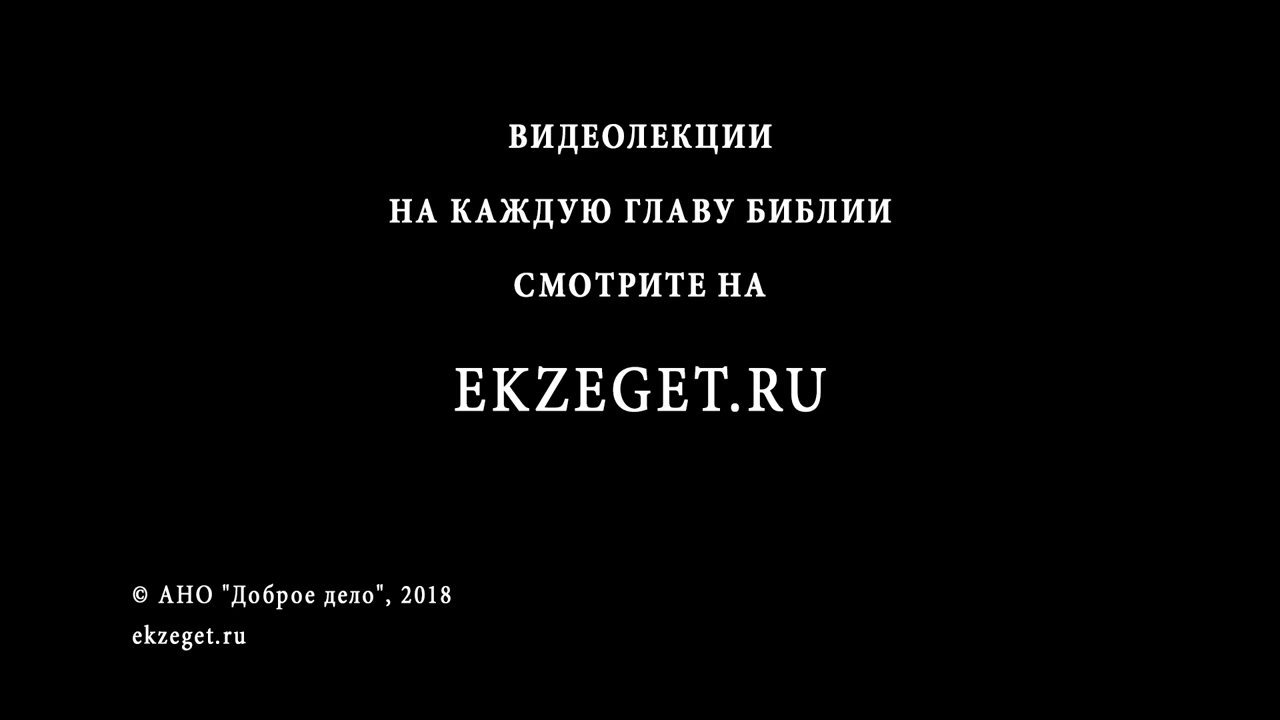 ВИДЕОЛЕКЦИИ
НА КАЖДУЮ ГЛАВУ БИБЛИИ
СМОТРИТЕ НА
EKZEGET.RU
© АНО "Доброе дело", 2018
ekzeget.ru